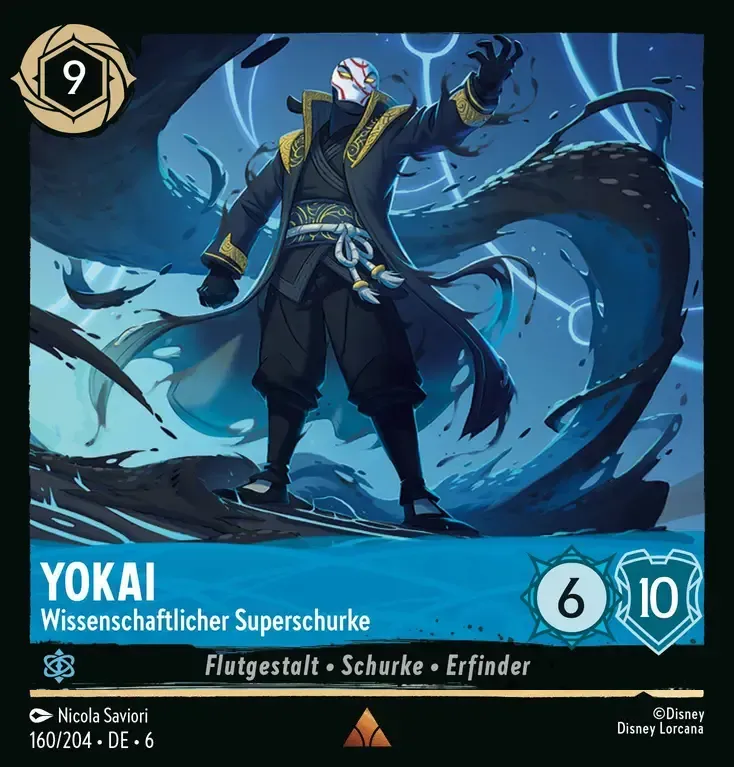 9
YOKAI
Wissenschaftlicher Superschurke
6
10
Flutgestalt • Schurke • Erfinder
Nicola Saviori
©Disney
160/204 • DE • 6
Disney Lorcana